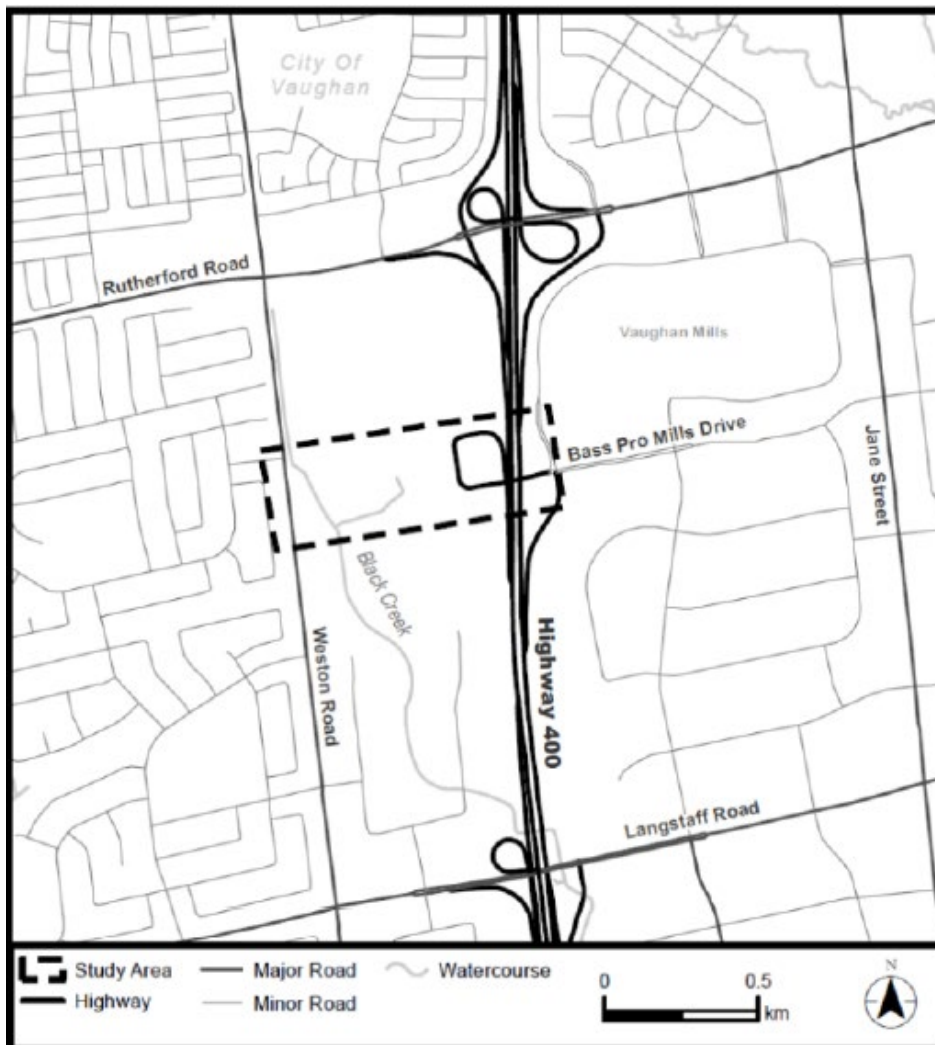 City Of
Vaughan
Rutherford Road
Vaughan Mills
Bass Pro Mills Drive
Jane Street
Black Creek
Weston Road
Highway 400
Langstaff Road
Study Area
Major Road
Watercourse
Highway
Minor Road
0 0.5
km
N